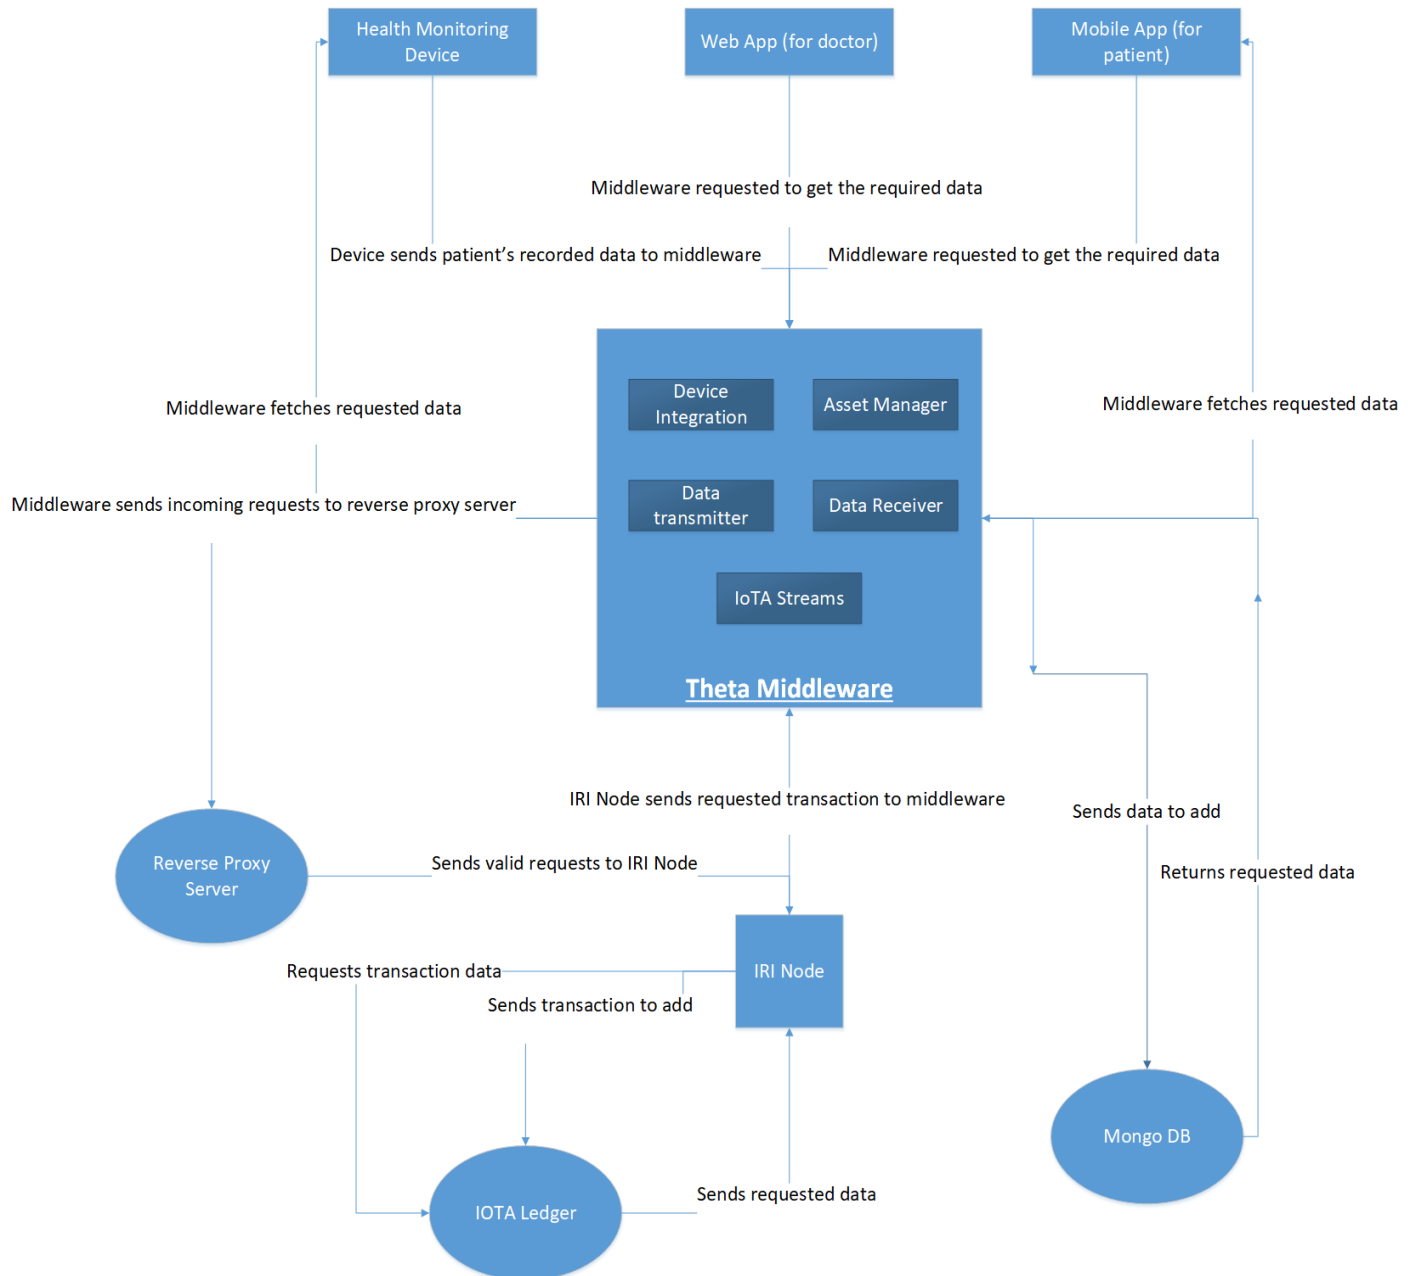 Health Monitoring
Device
Web App (for doctor)
Mobile App (for
patient)
Middleware requested to get the required data
Device sends patient’s recorded data to middleware
Middleware requested to get the required data
Middleware fetches requested data
Middleware fetches requested data
Device
Integration
Asset Manager
Middleware sends incoming requests to reverse proxy server
Data
transmitter
Data Receiver
IoTA Streams
Theta Middleware
IRI Node sends requested transaction to middleware
Sends data to add
Reverse Proxy
Server
Sends valid requests to IRI Node
Returns requested data
Requests transaction data
IRI Node
Sends transaction to add
Mongo DB
Sends requested data
IOTA Ledger